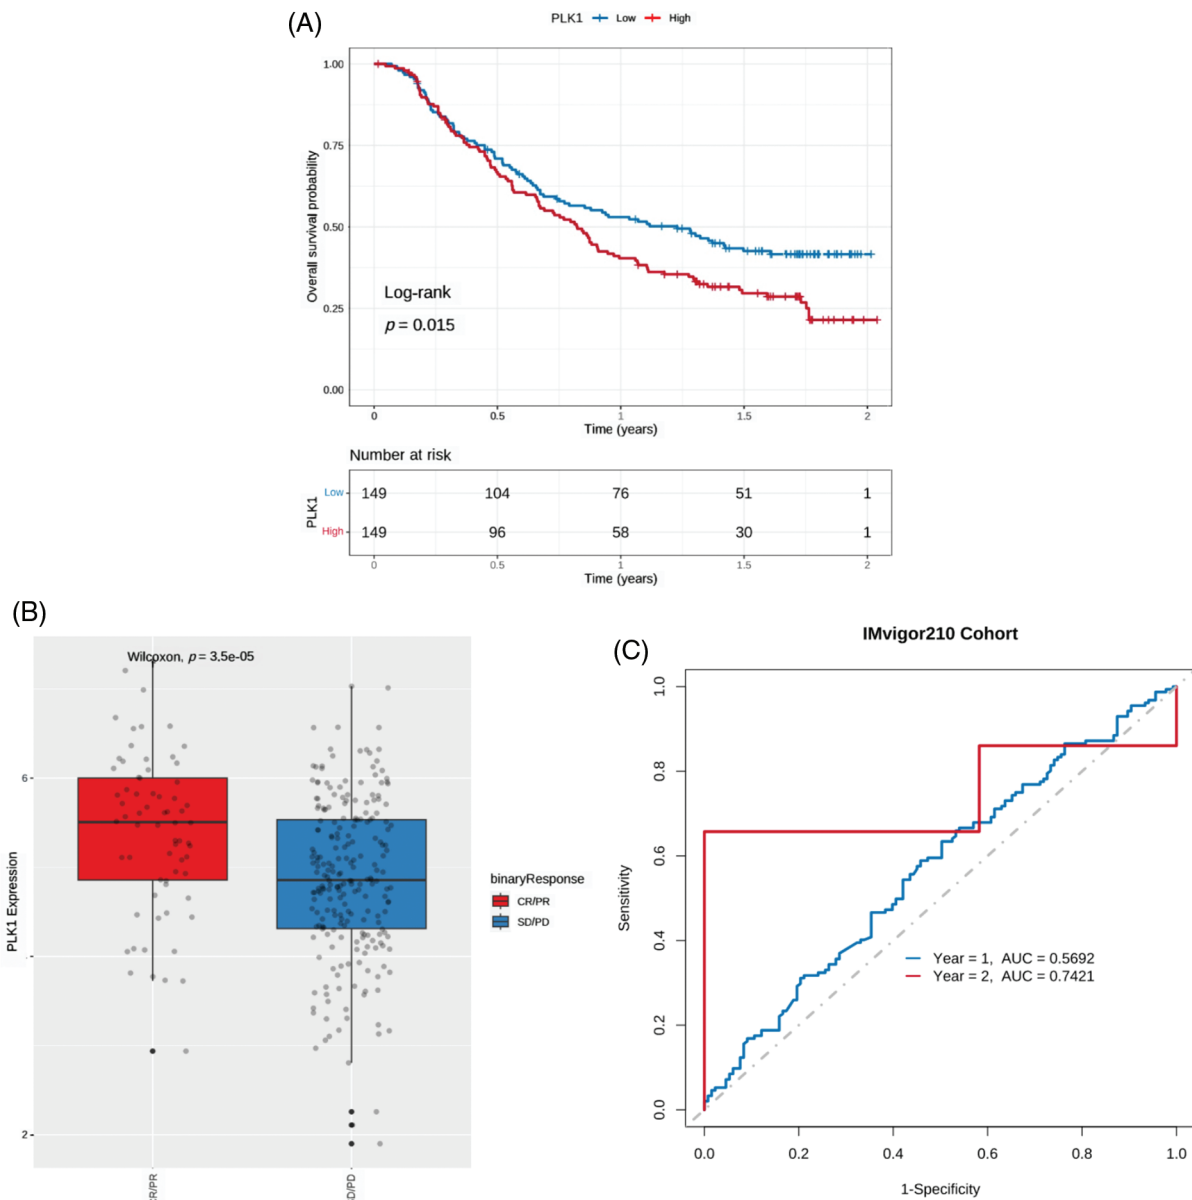 (A)
PLK1 Low High
1.00
0.75
0.50
0.25
0.00
Overall survival probability
Log-rank
p = 0.015
0 0.5 1 1.5 2
Time (years)
Number at risk
PLK1
Low 149 104 76 51 1
High 149 96 58 30 1
0 0.5 1 1.5 2
Time (years)
(B)
Wilcoxon, p = 3.5e-05
6
2
PLK1 Expression
binaryResponse
CR/PR
SD/PD
(C)
IMvigor210 Cohort
1.0
0.8
0.6
0.4
0.2
0.0
Sensitivity
Year = 1, AUC = 0.5692
Year = 2, AUC = 0.7421
0.0 0.2 0.4 0.6 0.8 1.0
1-Specificity